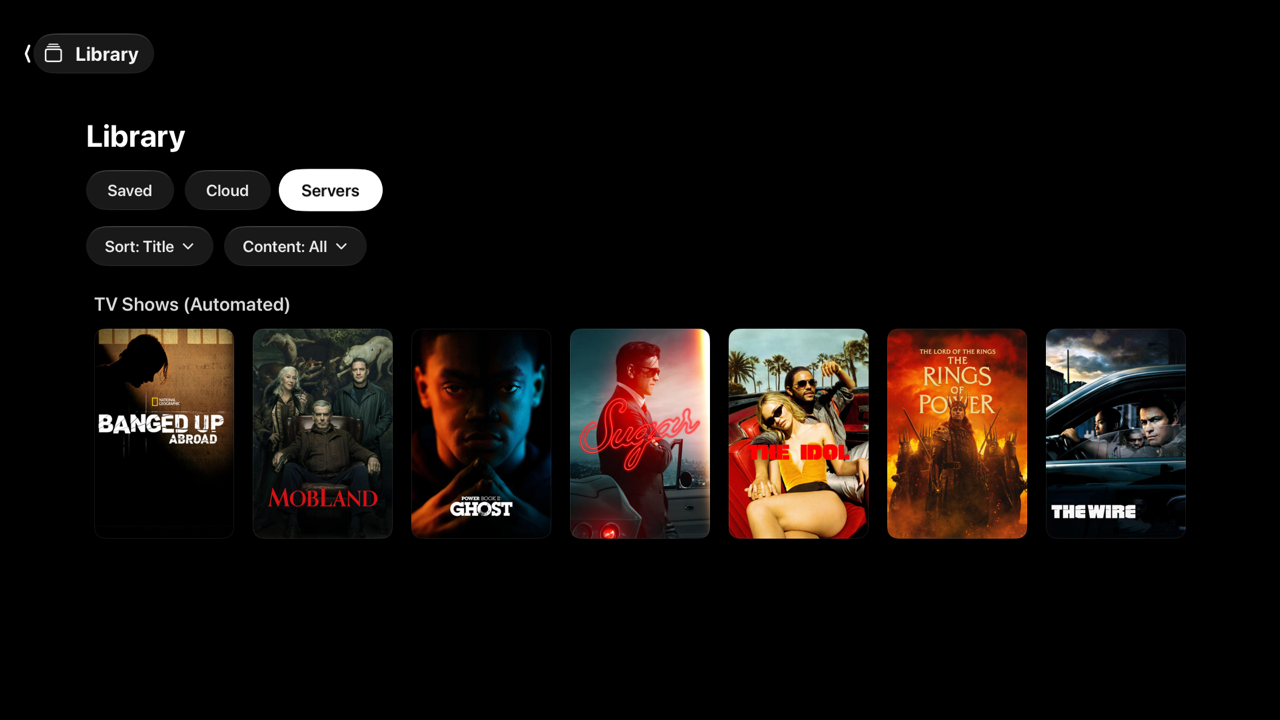 Library
Library
Saved
Cloud
Servers
Sort: Title
Content: All
TV Shows (Automated)
NATIONAL
GEOGRAPHIC
BANGED UP
ABROAD
MOBLAND
POWER BOOK II:
GHOST
Sugar
THE IDOL
THE LORD OF THE RINGS
THE
RINGS
OF
POWER
THE WIRE